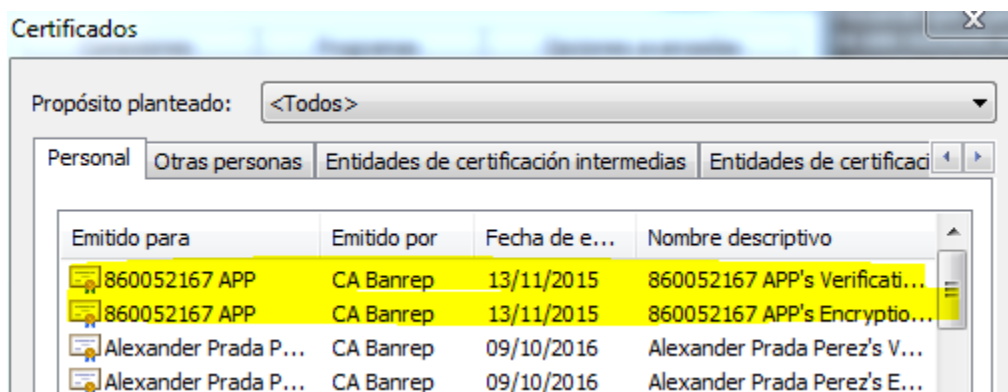 Certificados
Propósito planteado: <Todos>
Personal Otras personas Entidades de certificación intermedias Entidades de certificaci
Emitido para Emitido por Fecha de e... Nombre descriptivo
860052167 APP CA Banrep 13/11/2015 860052167 APP's Verificati...
860052167 APP CA Banrep 13/11/2015 860052167 APP's Encryptio...
Alexander Prada P... CA Banrep 09/10/2016 Alexander Prada Perez's V...
Alexander Prada P... CA Banrep 09/10/2016 Alexander Prada Perez's E...